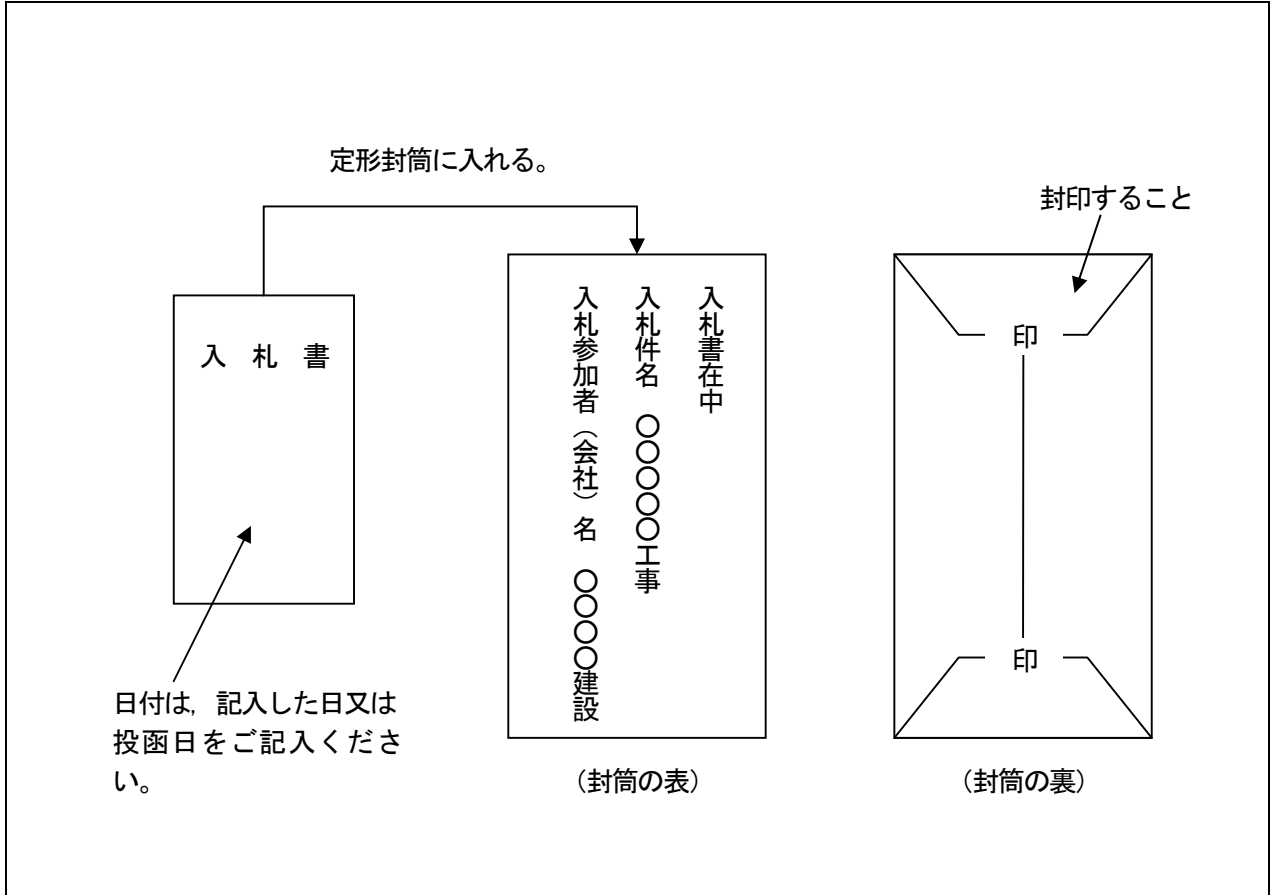 定形封筒に入れる。
封印すること
入　札　書
入札書在中
入札件名　〇〇〇〇〇工事
入札参加者（会社）名　〇〇〇〇建設
印
印
日付は，記入した日又は
投函日をご記入くださ
い。
（封筒の表）
（封筒の裏）